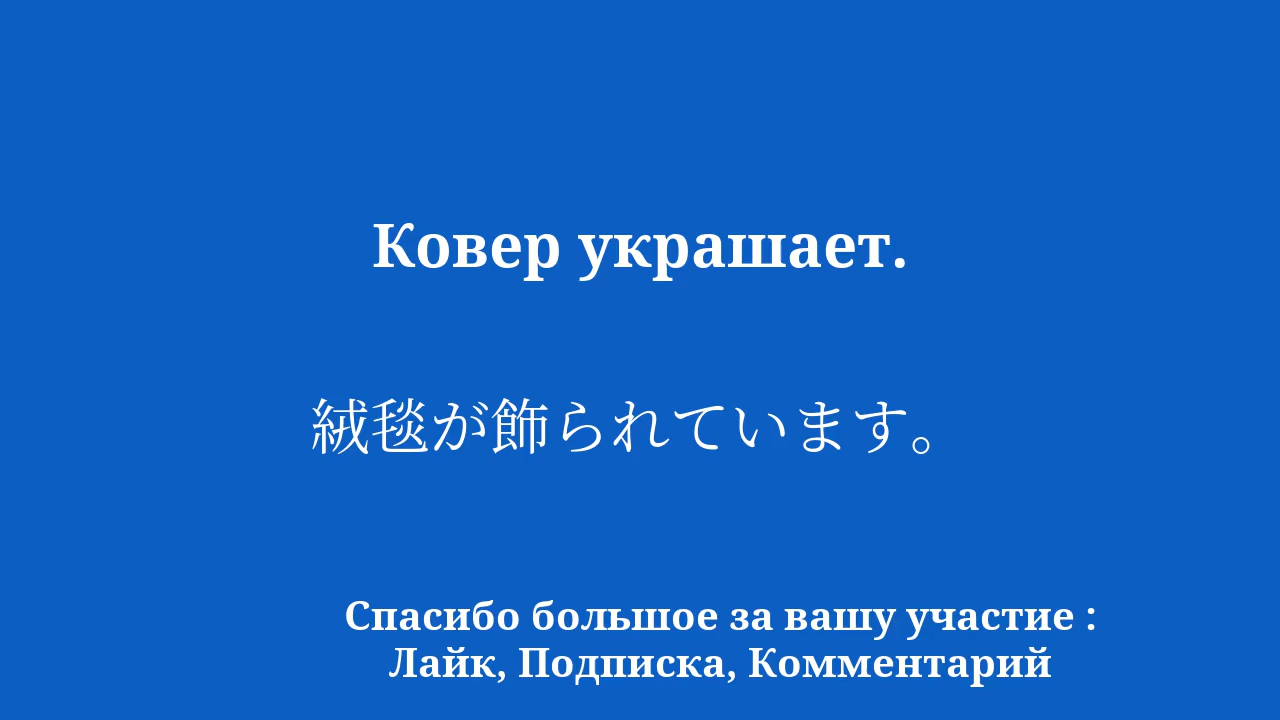 Ковер украшает.
絨毯が飾られています。
Спасибо большое за вашу участие :
Лайк, Подписка, Комментарий